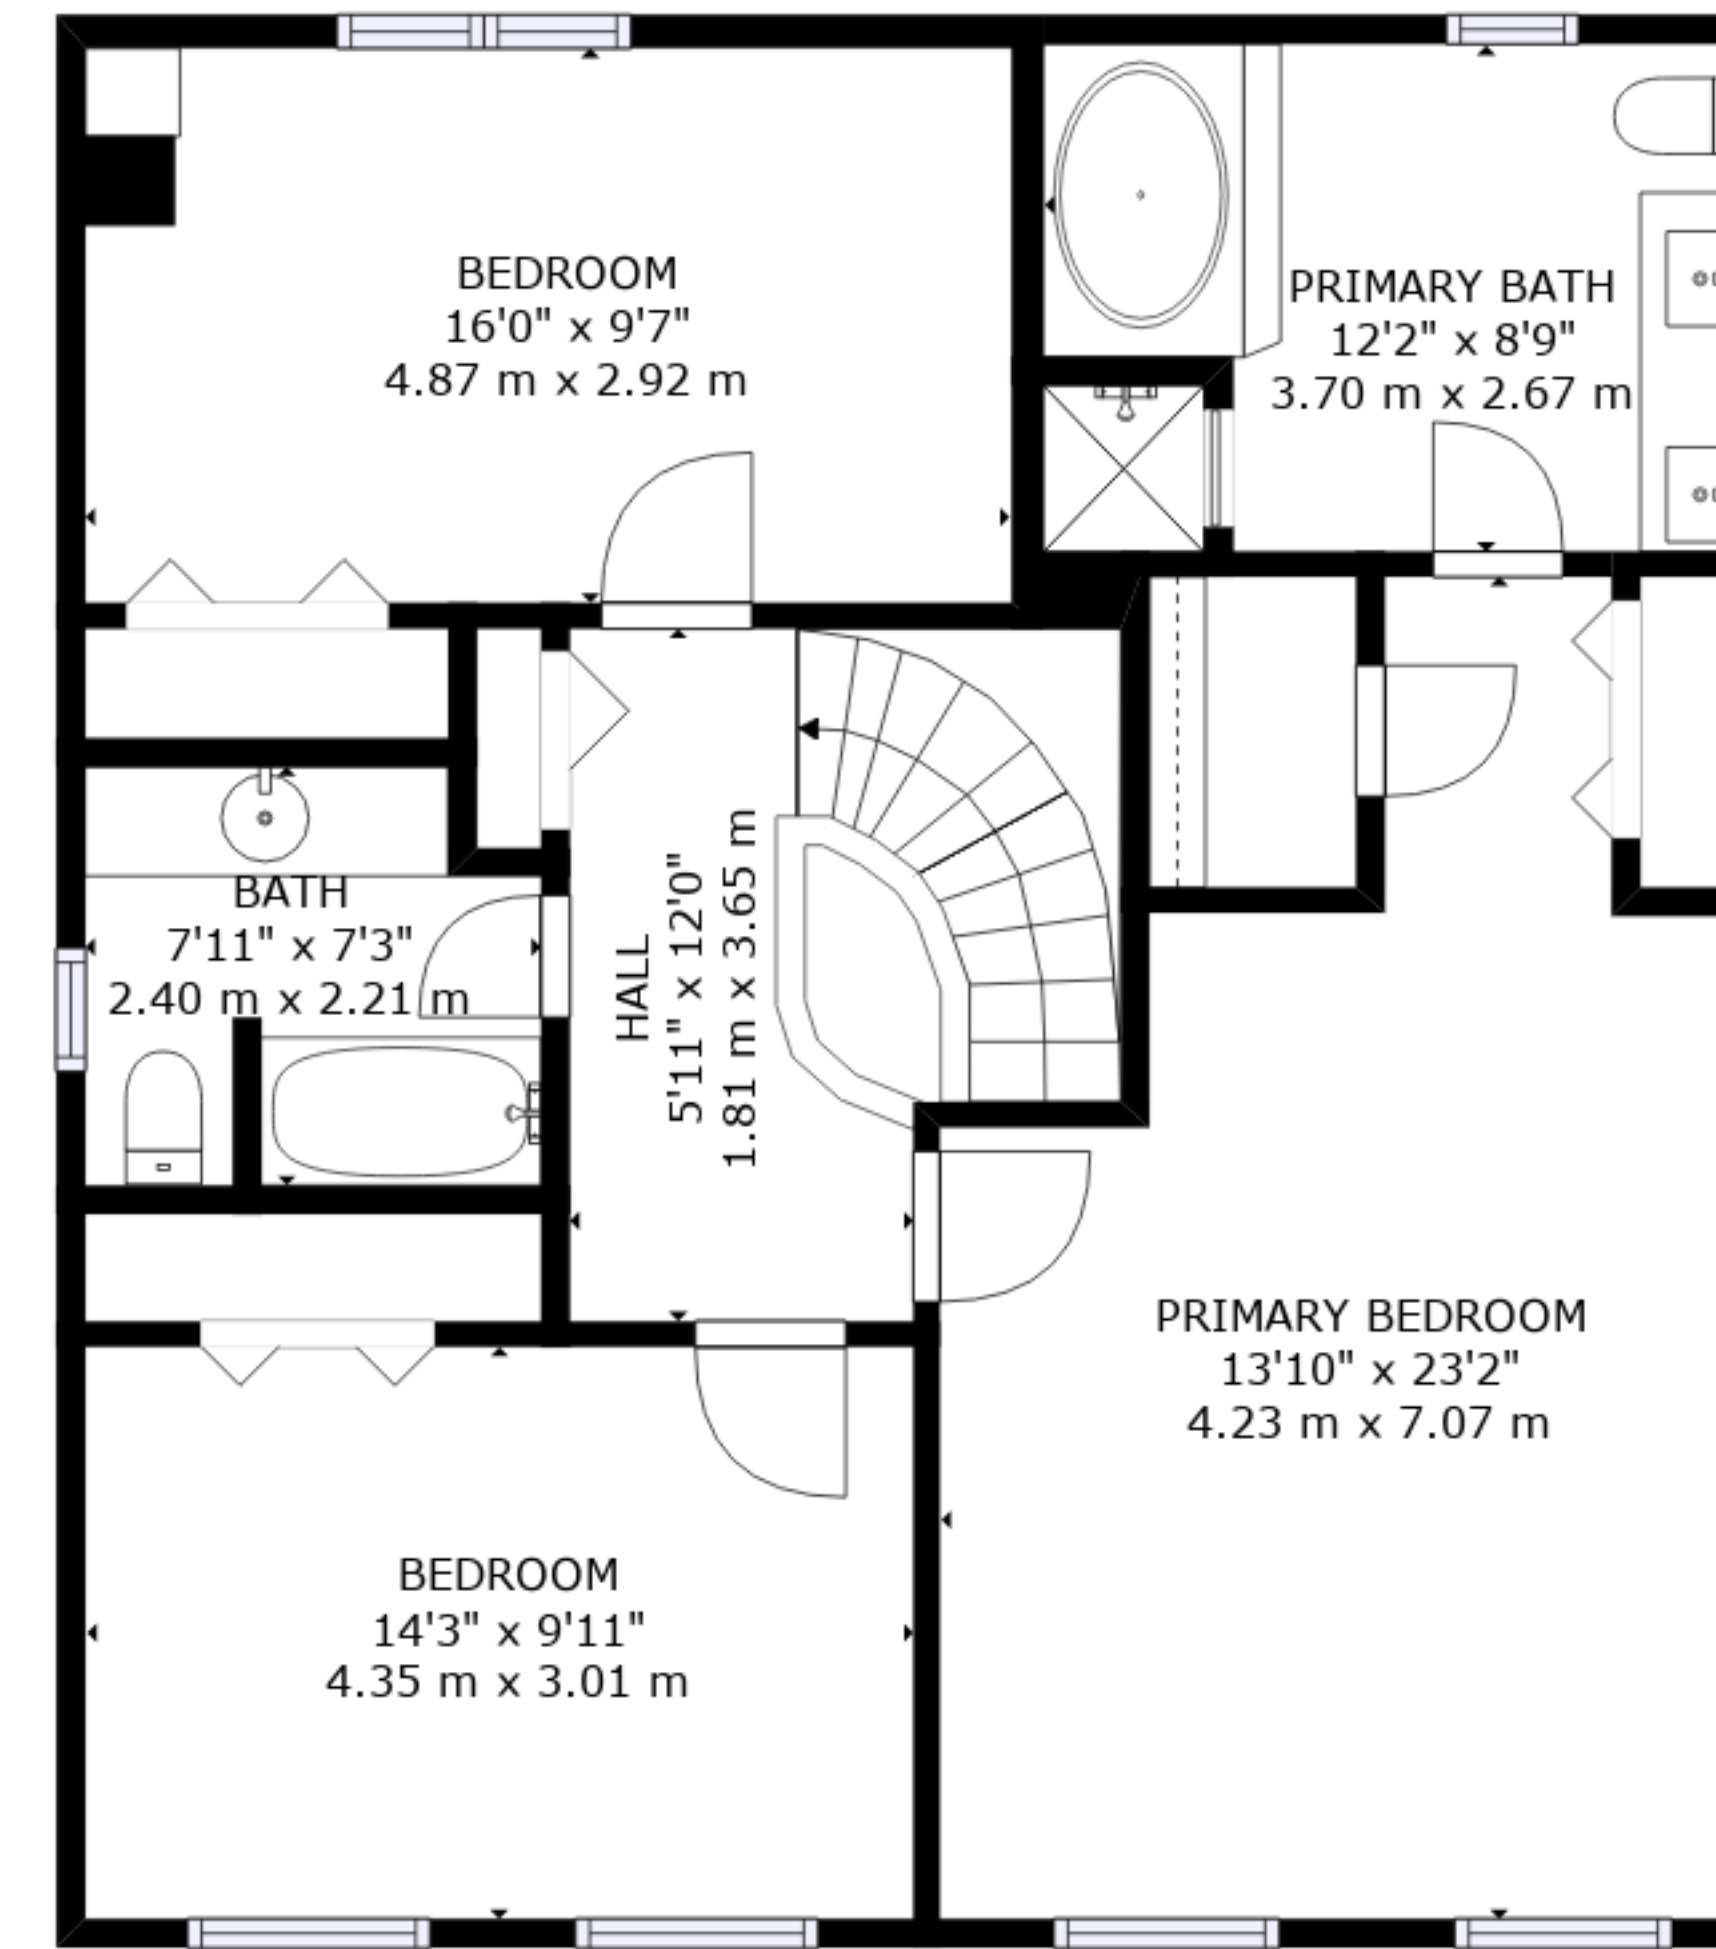 BEDROOM
16'0" x 9'7"
4.87 m x 2.92 m
PRIMARY BATH
12'2" x 8'9"
3.70 m x 2.67 m
BATH
7'11" x 7'3"
2.40 m x 2.21 m
HALL
5'11" x 12'0"
1.81 m x 3.65 m
PRIMARY BEDROOM
13'10" x 23'2"
4.23 m x 7.07 m
BEDROOM
14'3" x 9'11"
4.35 m x 3.01 m